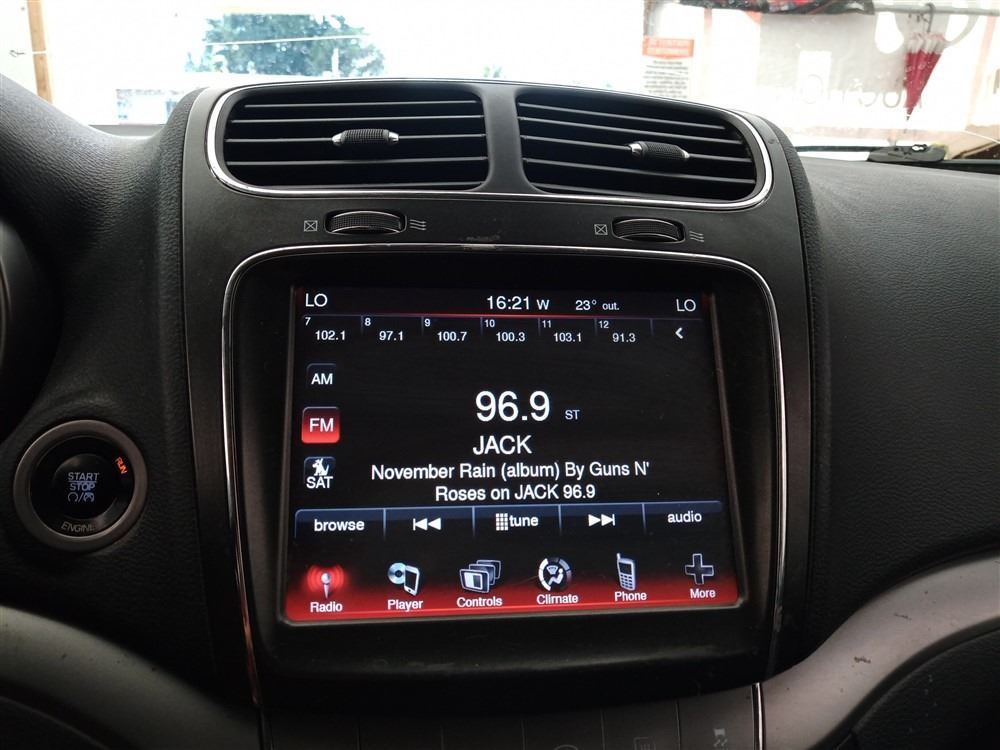 LO 16:21 W 23° out. LO
7 102.1 8 97.1 9 100.7 10 100.3 11 103.1 12 91.3
AM
96.9 ST
FM
JACK
November Rain (album) By Guns N'
Roses on JACK 96.9
SAT
browse tune audio
Radio Player Controls Climate Phone More
RUN
START
STOP
ENGINE